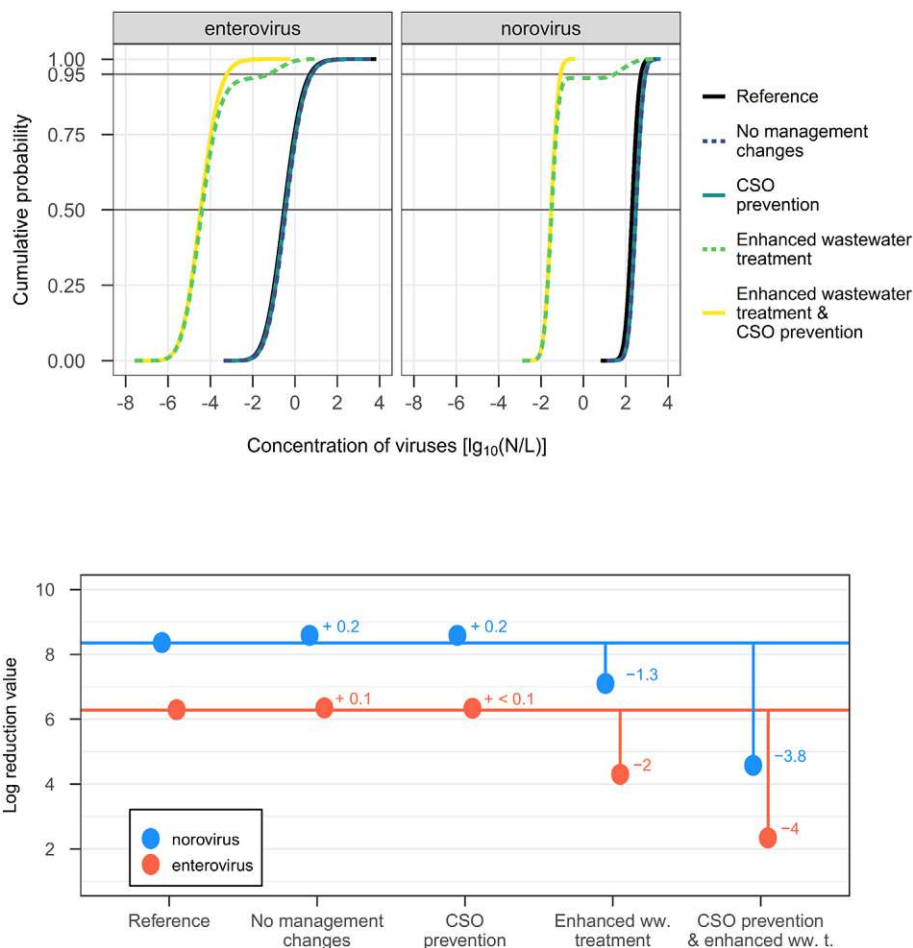 enterovirus
norovirus
1.00
0.95
0.75
0.50
0.25
0.00
Cumulative probability
-8 -6 -4 -2 0 2 4
-8 -6 -4 -2 0 2 4
Concentration of viruses [lg10(N/L)]
Reference
No management
changes
CSO
prevention
Enhanced wastewater
treatment
Enhanced wastewater
treatment &
CSO prevention
10
8
6
4
2
Log reduction value
+ 0.2
+ 0.2
−1.3
−3.8
+ 0.1
+ < 0.1
−2
−4
norovirus
enterovirus
Reference
No management
changes
CSO
prevention
Enhanced ww.
treatment
CSO prevention
& enhanced ww. t.